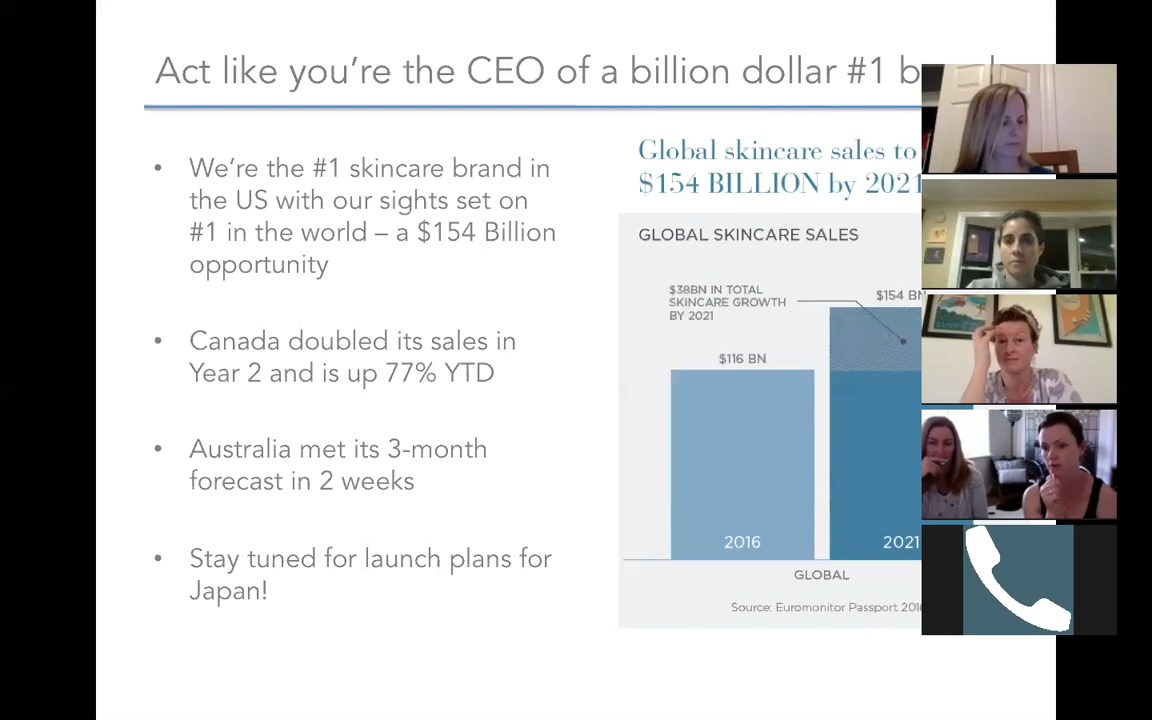 Act like you're the CEO of a billion dollar #1
Global skincare sales to
$154 BILLION by 2021
• We're the #1 skincare brand in
the US with our sights set on
#1 in the world – a $154 Billion
opportunity
• Canada doubled its sales in
Year 2 and is up 77% YTD
• Australia met its 3-month
forecast in 2 weeks
• Stay tuned for launch plans for
Japan!
GLOBAL SKINCARE SALES
$38BN IN TOTAL
SKINCARE GROWTH
BY 2021
$154 BN
$116 BN
2016
2021
GLOBAL
Source: Euromonitor Passport